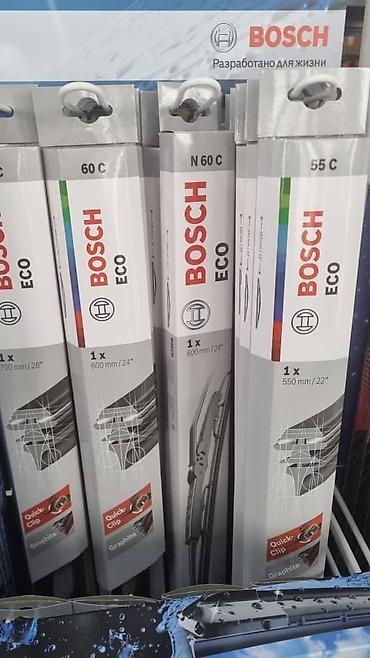 BOSCH
Разработано для жизни
C
BOSCH
ECO
1 x
700 mm / 28"
Quick-
Clip
Graphite
60 C
BOSCH
ECO
1 x
600 mm / 24"
Quick-
Clip
Graphite
N 60 C
BOSCH
ECO
1 x
600 mm / 24"
55 C
BOSCH
ECO
1 x
550 mm / 22"
Quick-
Clip
Graphite